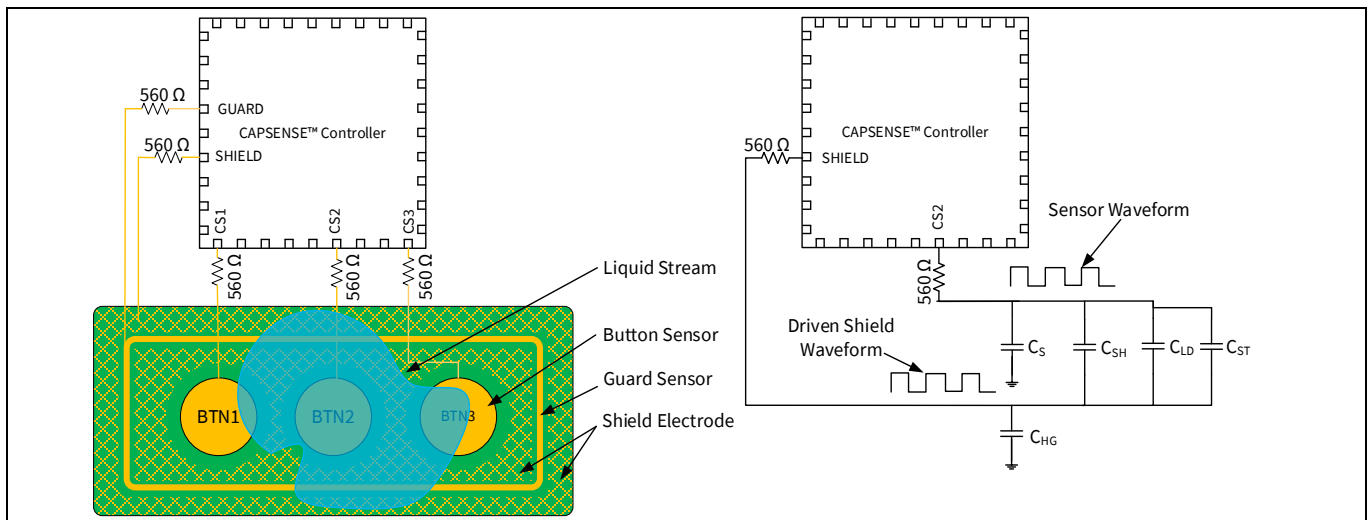 560 Ω
GUARD
CAPSENSE™ Controller
560 Ω
SHIELD
CS1
CS2
CS3
560 Ω
560 Ω
560 Ω
Liquid Stream
Button Sensor
Guard Sensor
Shield Electrode
BTN1
BTN2
BTN3
CAPSENSE™ Controller
560 Ω
SHIELD
CS2
560 Ω
Sensor Waveform
Driven Shield
Waveform
CS
CSH
CLD
CST
CHG